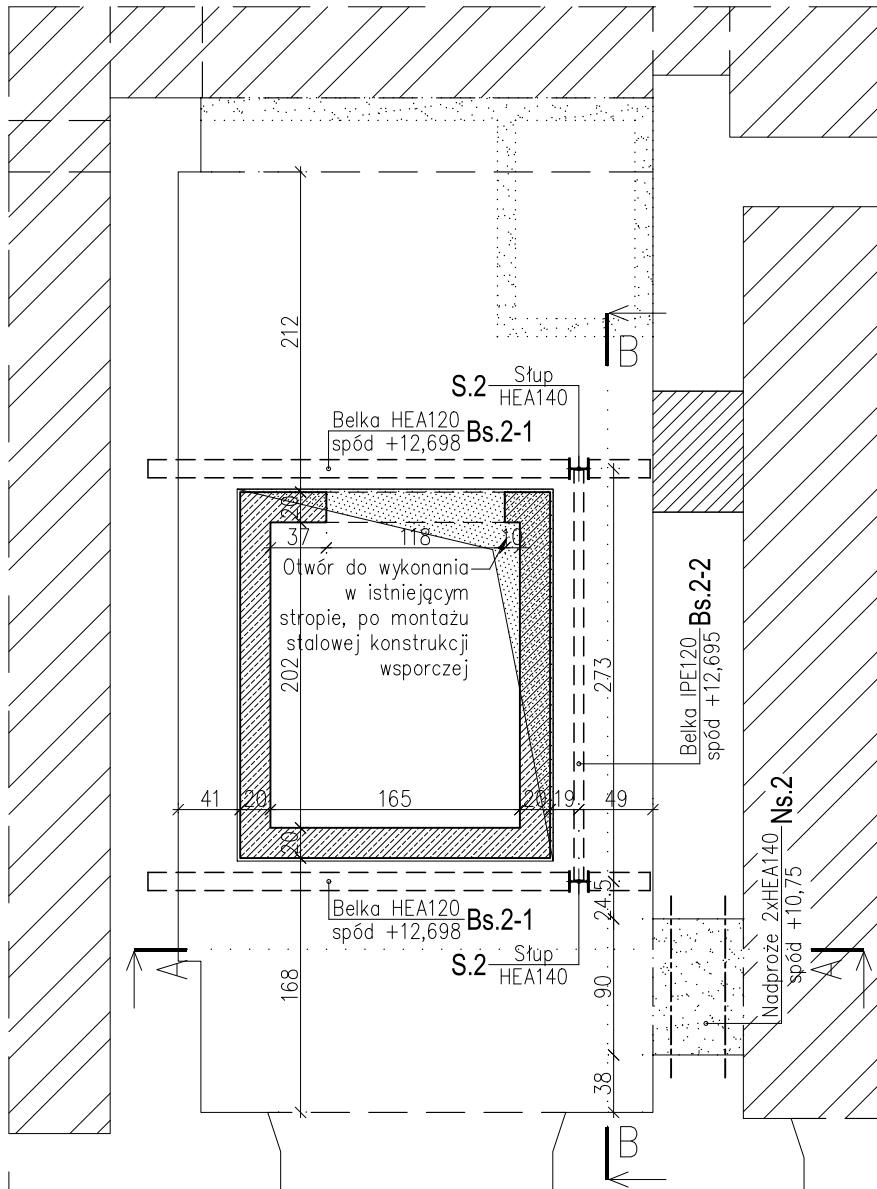 212
B
S.2 Słup
HEA140
Belka HEA120 Bs.2-1
spód +12,698
20
37 118 10
Otwór do wykonania
w istniejącym
stropie, po montażu
stalowej konstrukcji
wsporczej
202
273
Belka IPE120 Bs.2-2
spód +12,695
41 20 165 20 19 49
20
Belka HEA120 Bs.2-1
spód +12,698
24,5
S.2 Słup
HEA140
Nadproże 2xHEA140 Ns.2
spód +10,75
A A
168
90
38
B